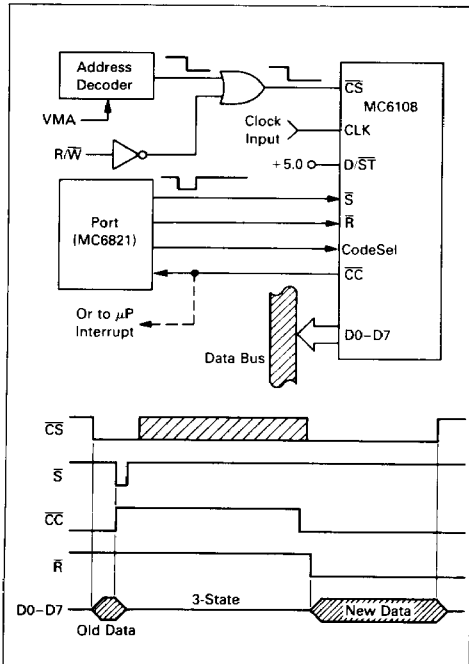 Address
Decoder
VMA
R/W̅
C̅S̅
MC6108
Clock
Input
CLK
+5.0
D/S̅T̅
Port
(MC6821)
S̅
R̅
CodeSel
C̅C̅
Or to μP
Interrupt
Data Bus
D0–D7
C̅S̅
S̅
C̅C̅
R̅
3-State
D0–D7
New Data
Old Data